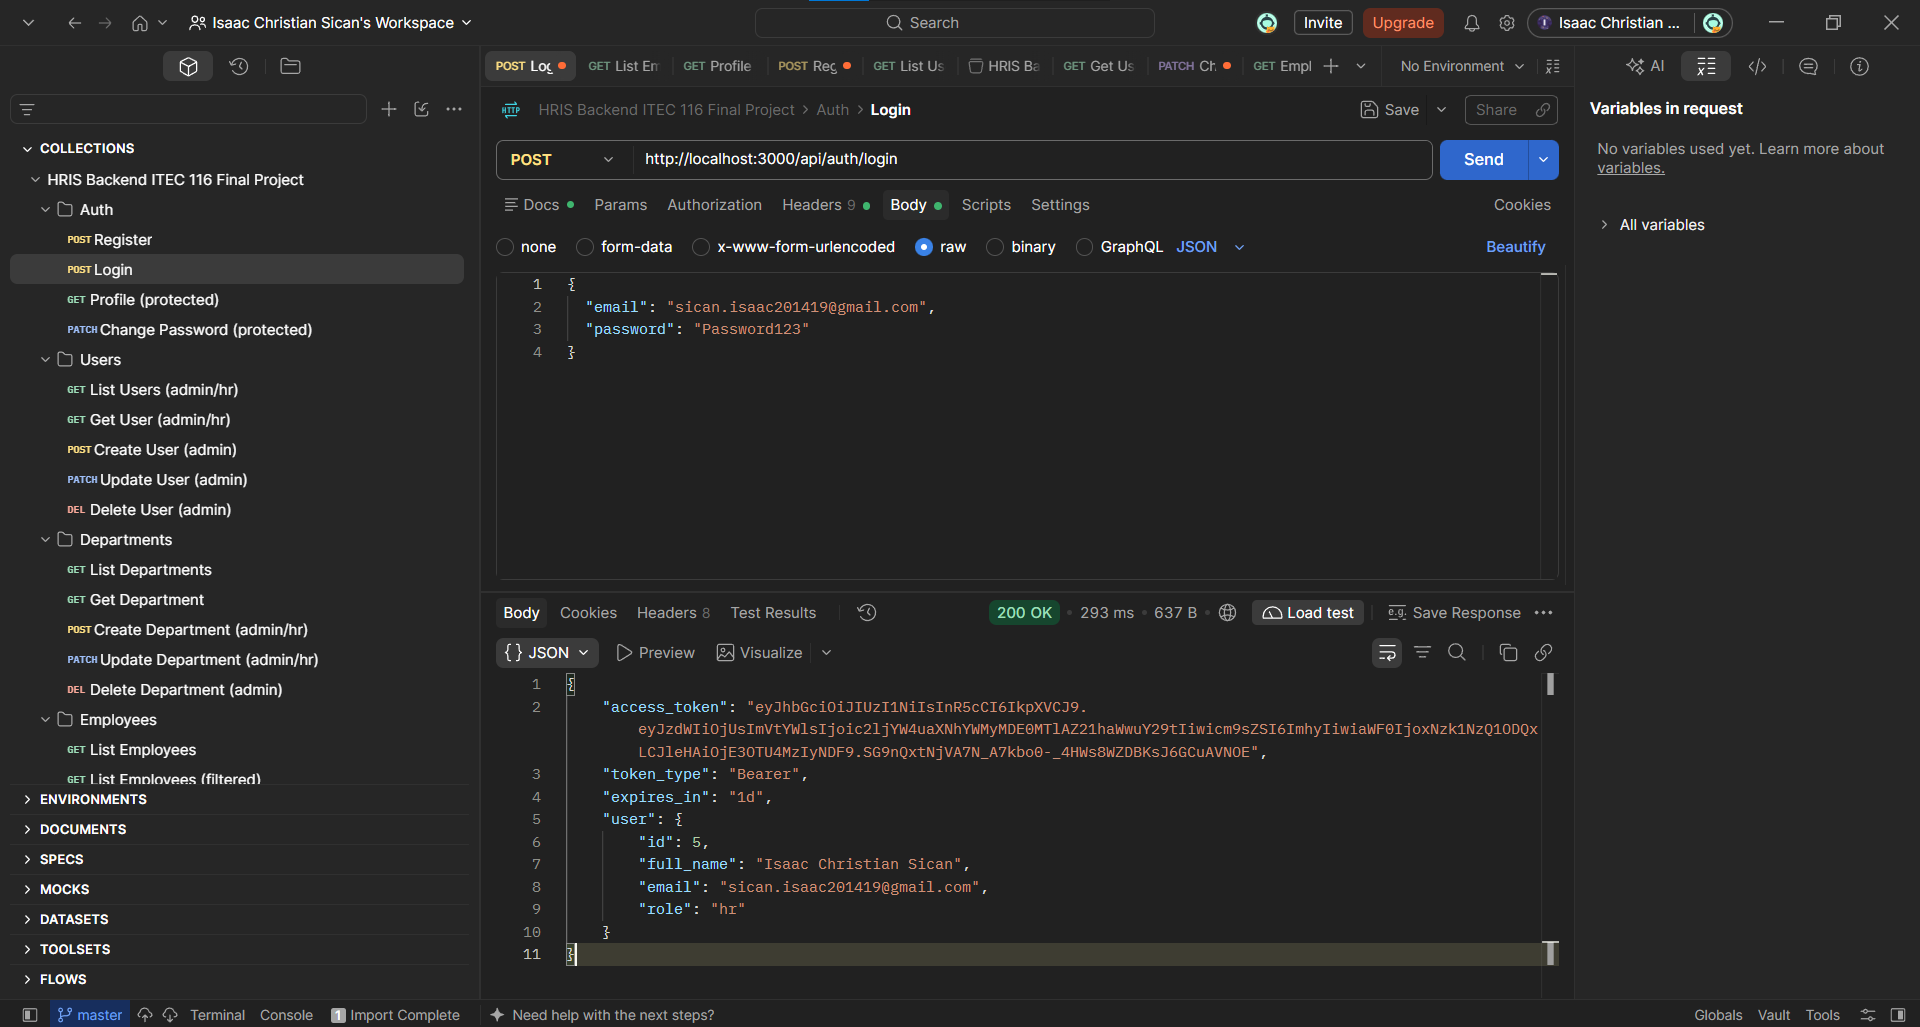 Isaac Christian Sican's Workspace
Search
Invite
Upgrade
Isaac Christian ...
POST Log
GET List Em
GET Profile
POST Reg
GET List Us
HRIS Ba
GET Get Us
PATCH Ch
GET Empl
No Environment
AI
HRIS Backend ITEC 116 Final Project > Auth > Login
Save
Share
POST
http://localhost:3000/api/auth/login
Send
Docs
Params
Authorization
Headers 9
Body
Scripts
Settings
Cookies
none
form-data
x-www-form-urlencoded
raw
binary
GraphQL
JSON
Beautify
1 {
2 "email": "sican.isaac201419@gmail.com",
3 "password": "Password123"
4 }
COLLECTIONS
HRIS Backend ITEC 116 Final Project
Auth
POST Register
POST Login
GET Profile (protected)
PATCH Change Password (protected)
Users
GET List Users (admin/hr)
GET Get User (admin/hr)
POST Create User (admin)
PATCH Update User (admin)
DEL Delete User (admin)
Departments
GET List Departments
GET Get Department
POST Create Department (admin/hr)
PATCH Update Department (admin/hr)
DEL Delete Department (admin)
Employees
GET List Employees
GET List Employees (filtered)
ENVIRONMENTS
DOCUMENTS
SPECS
MOCKS
DATASETS
TOOLSETS
FLOWS
Body
Cookies
Headers 8
Test Results
200 OK
293 ms
637 B
Load test
e.g. Save Response
{} JSON
Preview
Visualize
1 {
2 "access_token": "eyJhbGciOiJIUzI1NiIsInR5cCI6IkpXVCJ9.
eyJzdWIiOjUsImVtYWlsIjoic2ljYW4uaXNhYWMyMDE0MTlAZ21haWwuY29tIiwicm9sZSI6ImhyIiwiaWF0IjoxNzk1NzQ1ODQx
LCJleHAiOjE3OTU4MzIyNDF9.SG9nQxtNjVA7N_A7kbo0-_4HWs8WZDBKsJ6GCuAVNOE",
3 "token_type": "Bearer",
4 "expires_in": "1d",
5 "user": {
6 "id": 5,
7 "full_name": "Isaac Christian Sican",
8 "email": "sican.isaac201419@gmail.com",
9 "role": "hr"
10 }
11 }
Variables in request
No variables used yet. Learn more about
variables.
All variables
master
Terminal
Console
1 Import Complete
Need help with the next steps?
Globals
Vault
Tools